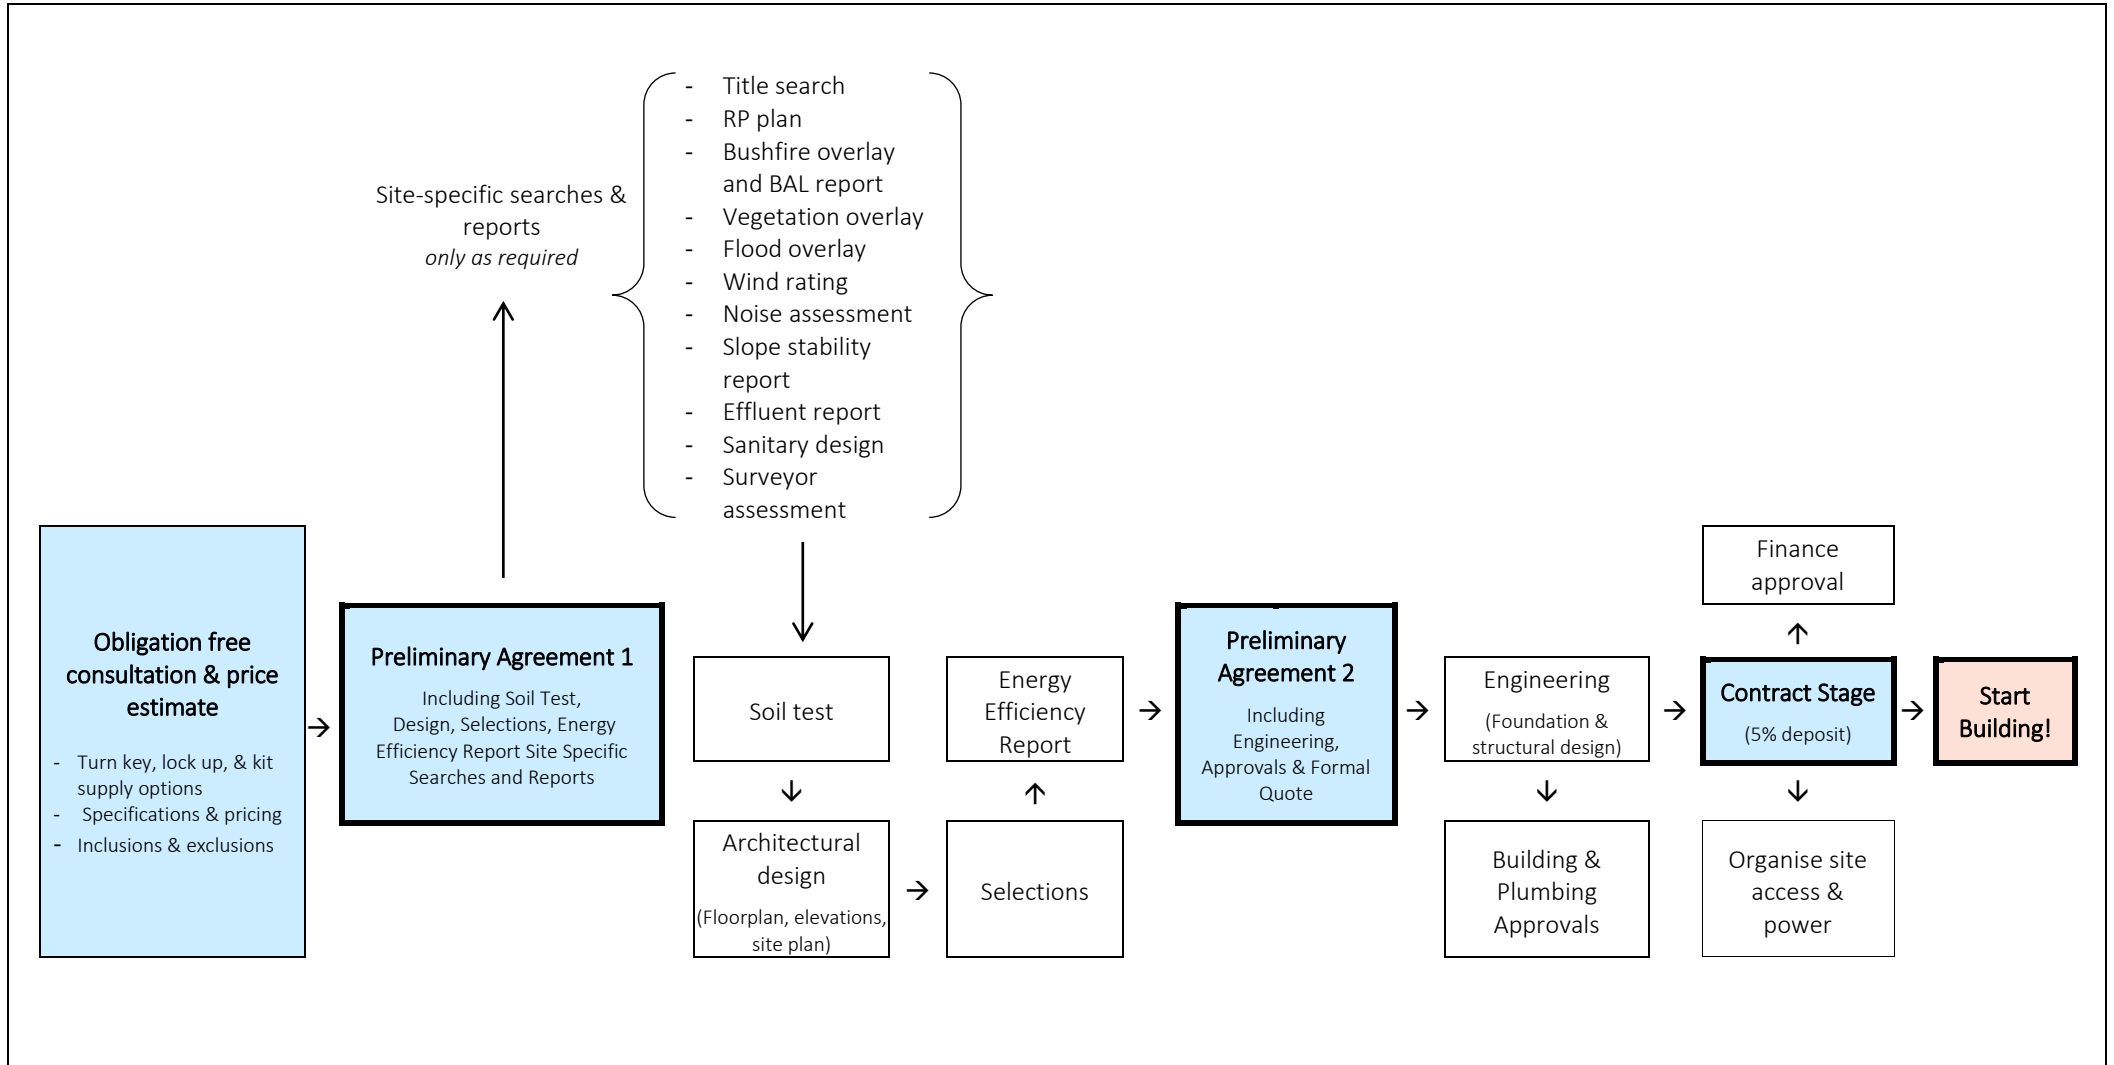 - Title search
- RP plan
- Bushfire overlay
and BAL report
- Vegetation overlay
- Flood overlay
- Wind rating
- Noise assessment
- Slope stability
report
- Effluent report
- Sanitary design
- Surveyor
assessment
Site-specific searches &
reports
only as required
Obligation free
consultation & price
estimate
- Turn key, lock up, & kit
supply options
- Specifications & pricing
- Inclusions & exclusions
→
Preliminary Agreement 1
Including Soil Test,
Design, Selections, Energy
Efficiency Report Site Specific
Searches and Reports
Soil test
↓
Architectural
design
(Floorplan, elevations,
site plan)
→
Selections
↑
Energy
Efficiency
Report
→
Preliminary
Agreement 2
Including
Engineering,
Approvals & Formal
Quote
→
Engineering
(Foundation &
structural design)
↓
Building &
Plumbing
Approvals
→
Finance
approval
↑
Contract Stage
(5% deposit)
↓
Organise site
access &
power
→
Start
Building!